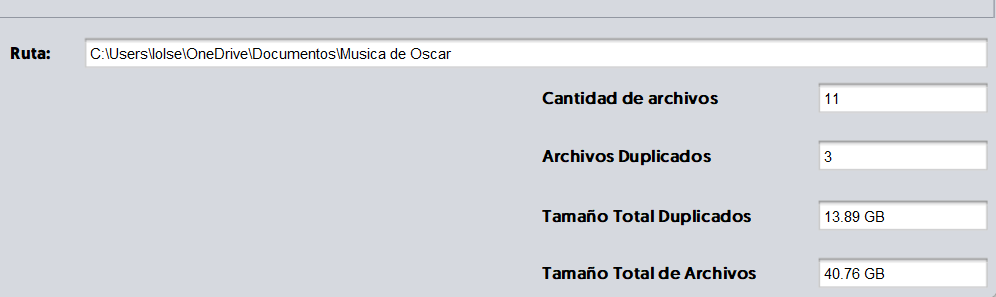 Ruta: C:\Users\lolse\OneDrive\Documentos\Musica de Oscar
Cantidad de archivos 11
Archivos Duplicados 3
Tamaño Total Duplicados 13.89 GB
Tamaño Total de Archivos 40.76 GB